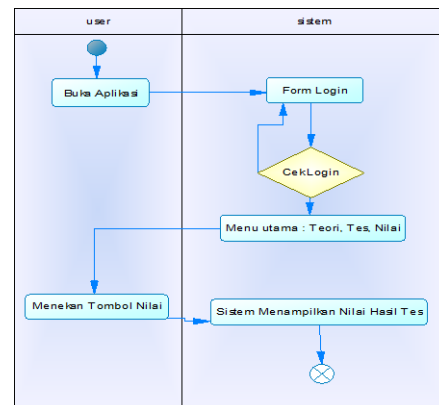 user
sistem
Buka Aplikasi
Form Login
CekLogin
Menu utama : Teori, Tes, Nilai
Menekan Tombol Nilai
Sistem Menampilkan Nilai Hasil Tes